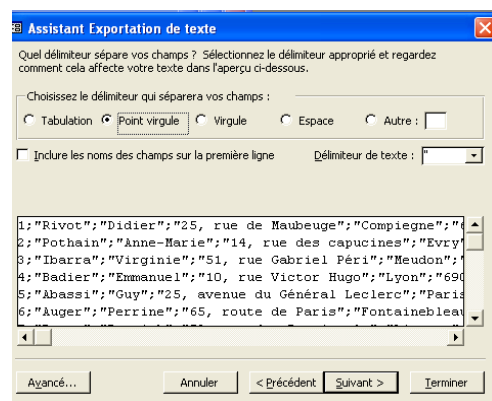 Assistant Exportation de texte
Quel délimiteur sépare vos champs ? Sélectionnez le délimiteur approprié et regardez
comment cela affecte votre texte dans l'aperçu ci-dessous.
Choisissez le délimiteur qui séparera vos champs :
Tabulation Point virgule Virgule Espace Autre :
Inclure les noms des champs sur la première ligne Délimiteur de texte : "
1;"Rivot";"Didier";"25, rue de Maubeuge";"Compiegne";"6
2;"Pothain";"Anne-Marie";"14, rue des capucines";"Evry"
3;"Ibarra";"Virginie";"51, rue Gabriel Péri";"Meudon";"
4;"Badier";"Emmanuel";"10, rue Victor Hugo";"Lyon";"690
5;"Abassi";"Guy";"25, avenue du Général Leclerc";"Paris
6;"Auger";"Perrine";"65, route de Paris";"Fontainebleau
Avancé... Annuler < Précédent Suivant > Terminer